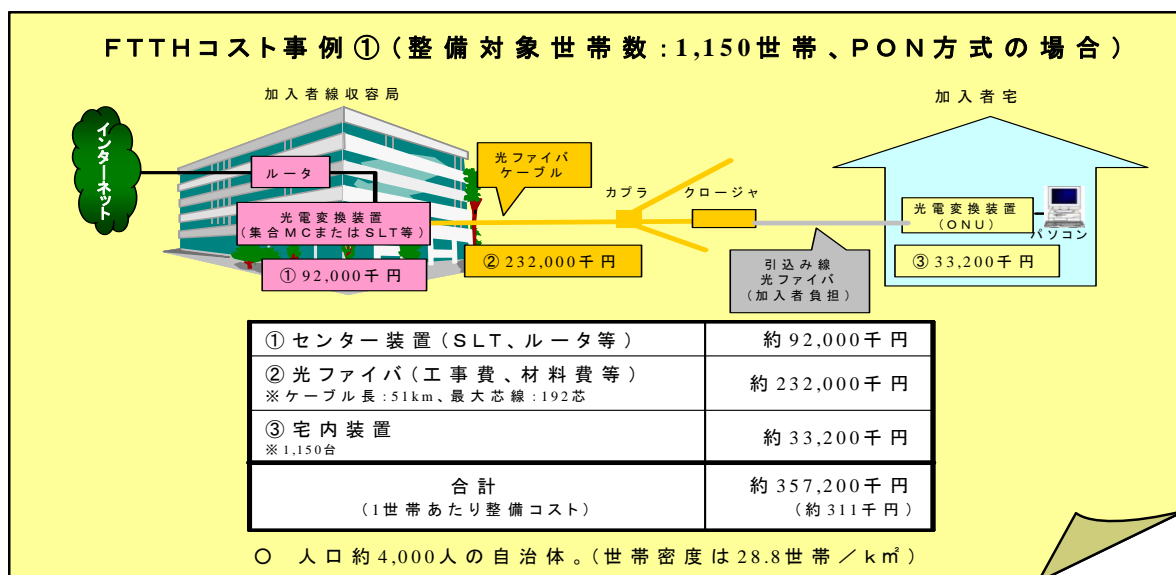 FTTHコスト事例①(整備対象世帯数:1,150世帯、PON方式の場合)
加入者線収容局
加入者宅
インターネット
ルータ
光ファイバ
ケーブル
カプラ
クロージャ
光電変換装置
(集合MCまたはSLT等)
光電変換装置
(ONU)
パソコン
①92,000千円
②232,000千円
引込み線
光ファイバ
(加入者負担)
③33,200千円
①センター装置(SLT、ルータ等)
約92,000千円
②光ファイバ(工事費、材料費等)
※ケーブル長:51km、最大芯線:192芯
約232,000千円
③宅内装置
※1,150台
約33,200千円
合計
(1世帯あたり整備コスト)
約357,200千円
(約311千円)
○ 人口約4,000人の自治体。(世帯密度は28.8世帯/k㎡)